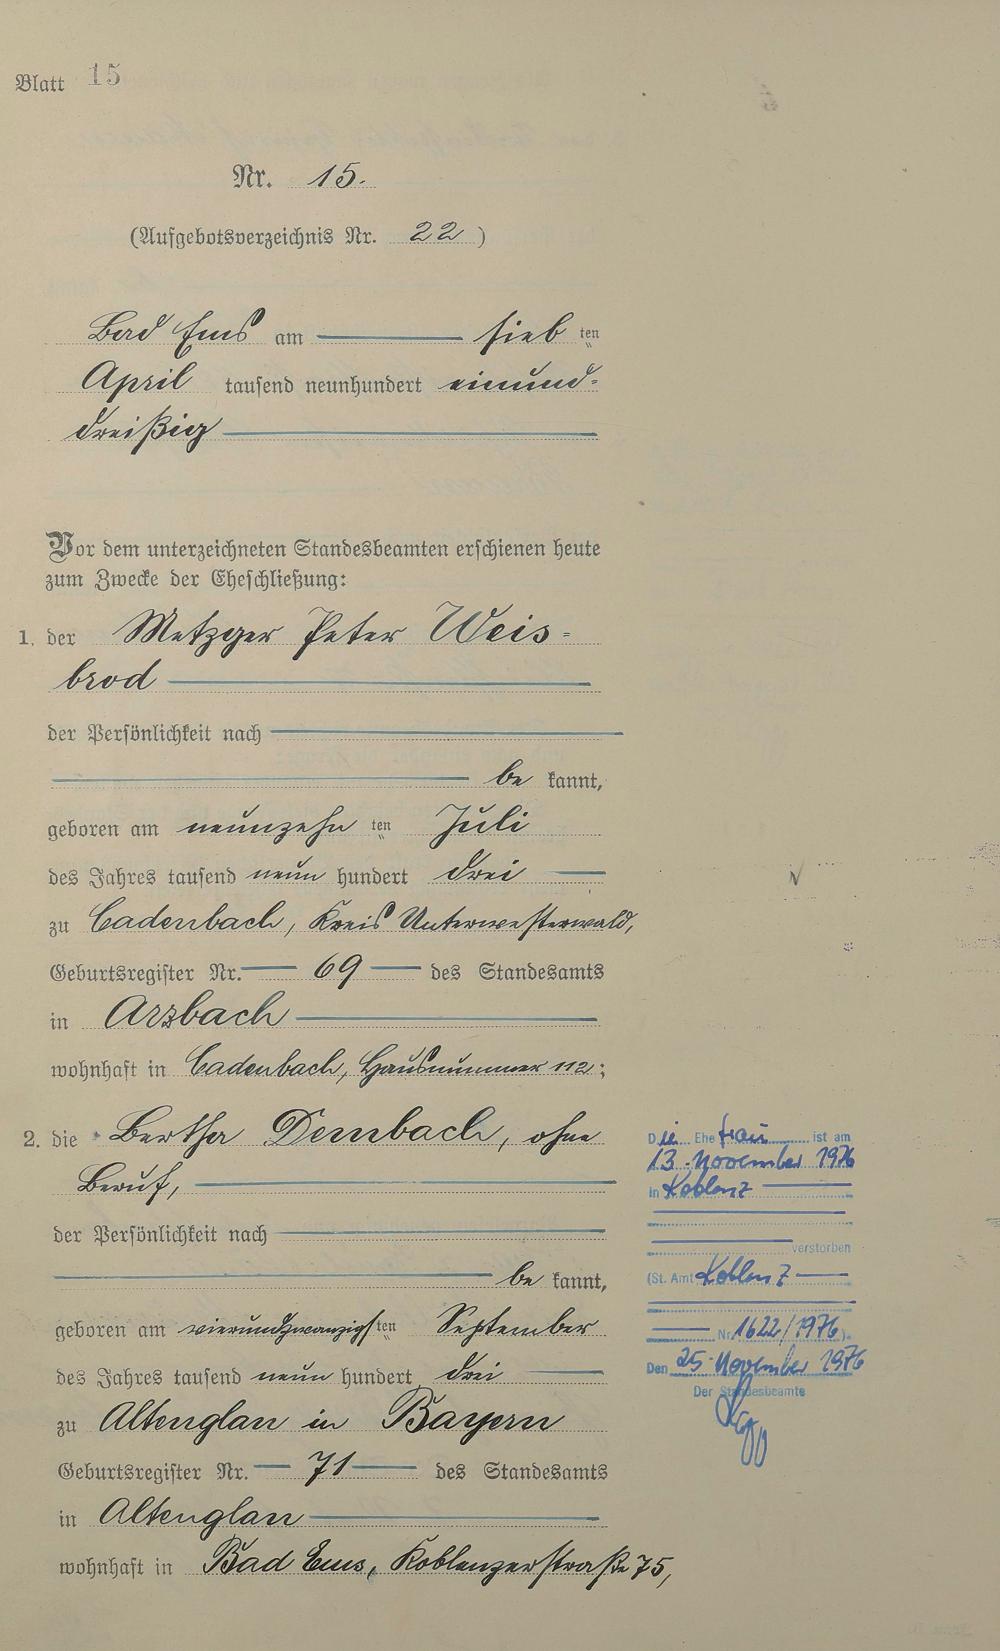 Blatt 15
Nr. 15.
(Aufgebotsverzeichnis Nr. 22)
Bad Ems am sieb ten
April tausend neunhundert einund-
dreißig
Vor dem unterzeichneten Standesbeamten erschienen heute
zum Zwecke der Eheschließung:
1. der Metzger Peter Weis-
brod
der Persönlichkeit nach
be kannt,
geboren am neunzehn ten Juli
des Jahres tausend neun hundert drei
zu Cadenbach, Kreis Unterwesterwald,
Geburtsregister Nr. 69 des Standesamts
in Arzbach
wohnhaft in Cadenbach, Hausnummer 112;
2. die Bertha Dembach, ohne
Beruf,
der Persönlichkeit nach
be kannt,
geboren am vierundzwanzigsten September
des Jahres tausend neun hundert drei
zu Altenglan in Bayern
Geburtsregister Nr. 71 des Standesamts
in Altenglan
wohnhaft in Bad Ems, Koblenzerstraße 75,
Die Ehefrau ist am
13. November 1976
in Koblenz
verstorben
(St. Amt Koblenz
Nr. 1622/1976).
Den 25. November 1976
Der Standesbeamte